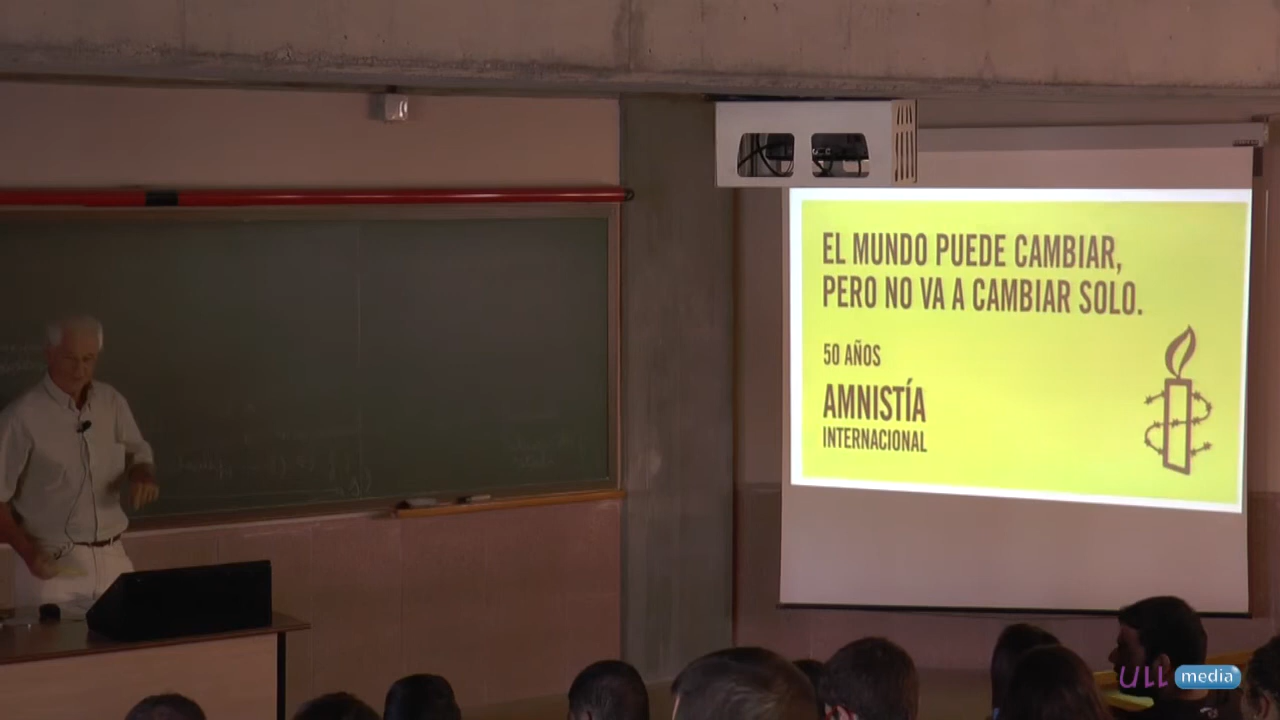 EL MUNDO PUEDE CAMBIAR,
PERO NO VA A CAMBIAR SOLO.
50 AÑOS
AMNISTÍA
INTERNACIONAL
ULL media